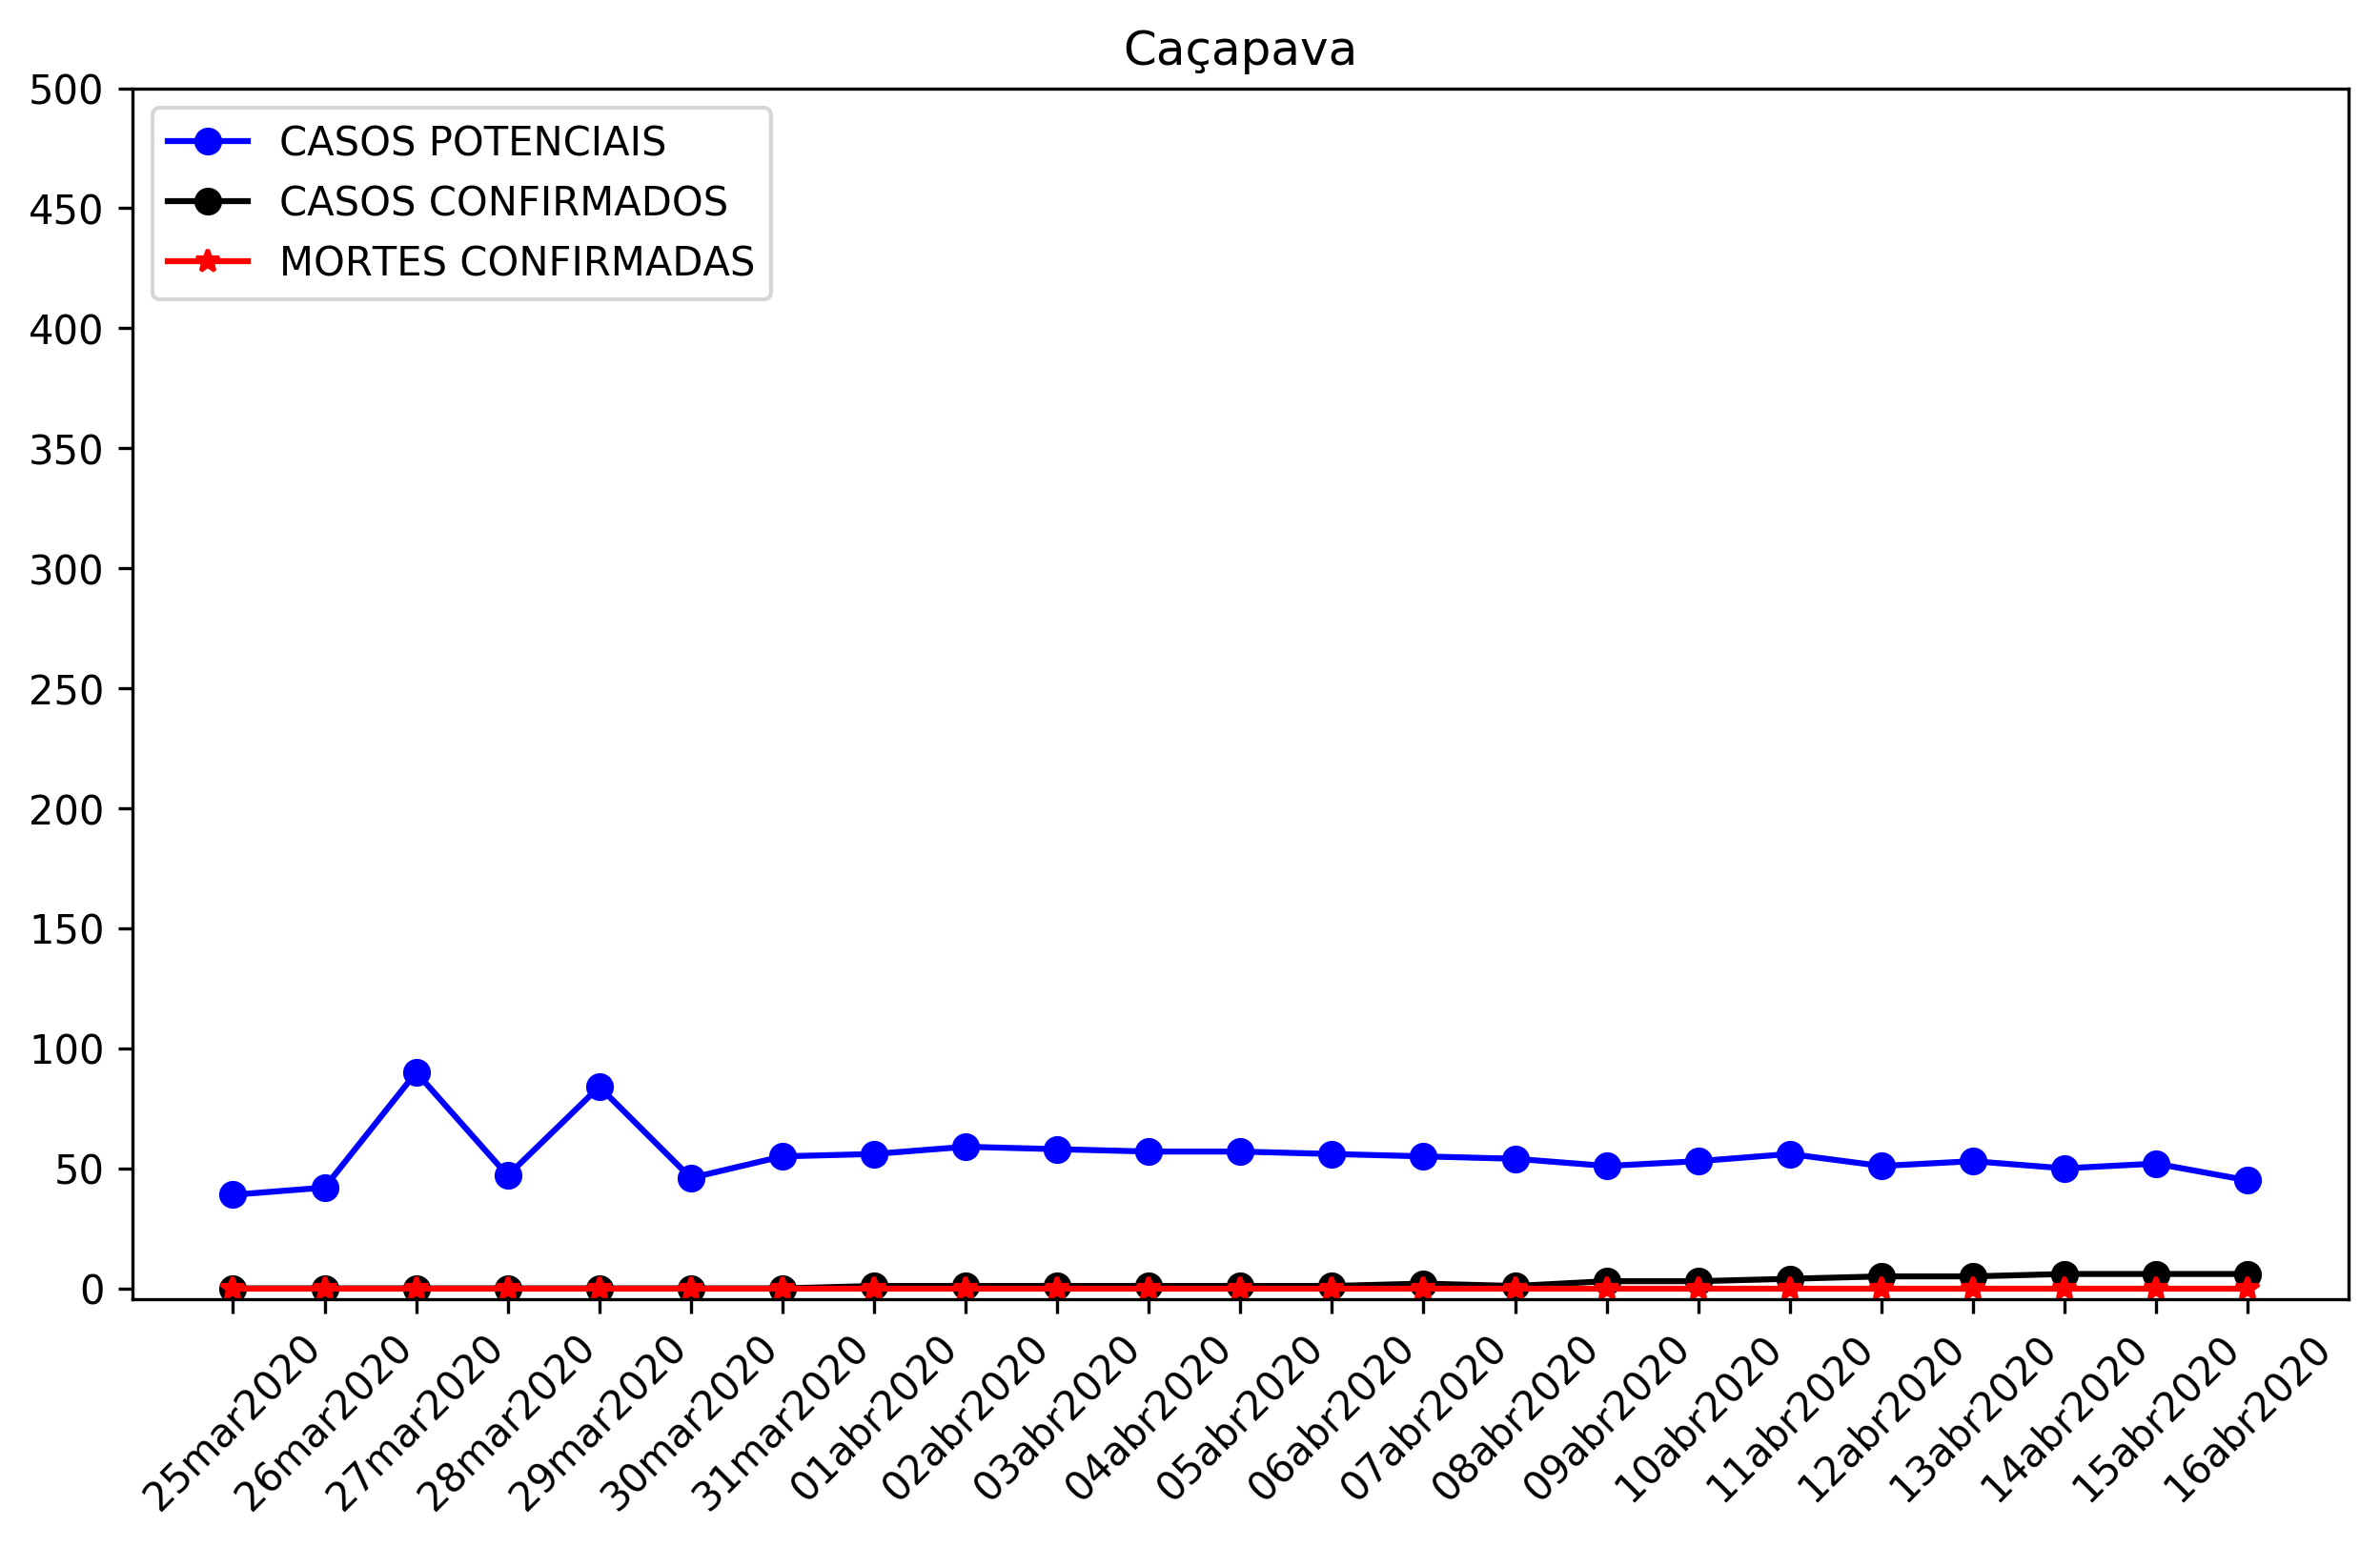 Caçapava
CASOS POTENCIAIS
CASOS CONFIRMADOS
MORTES CONFIRMADAS
500
450
400
350
300
250
200
150
100
50
0
25mar2020
26mar2020
27mar2020
28mar2020
29mar2020
30mar2020
31mar2020
01abr2020
02abr2020
03abr2020
04abr2020
05abr2020
06abr2020
07abr2020
08abr2020
09abr2020
10abr2020
11abr2020
12abr2020
13abr2020
14abr2020
15abr2020
16abr2020